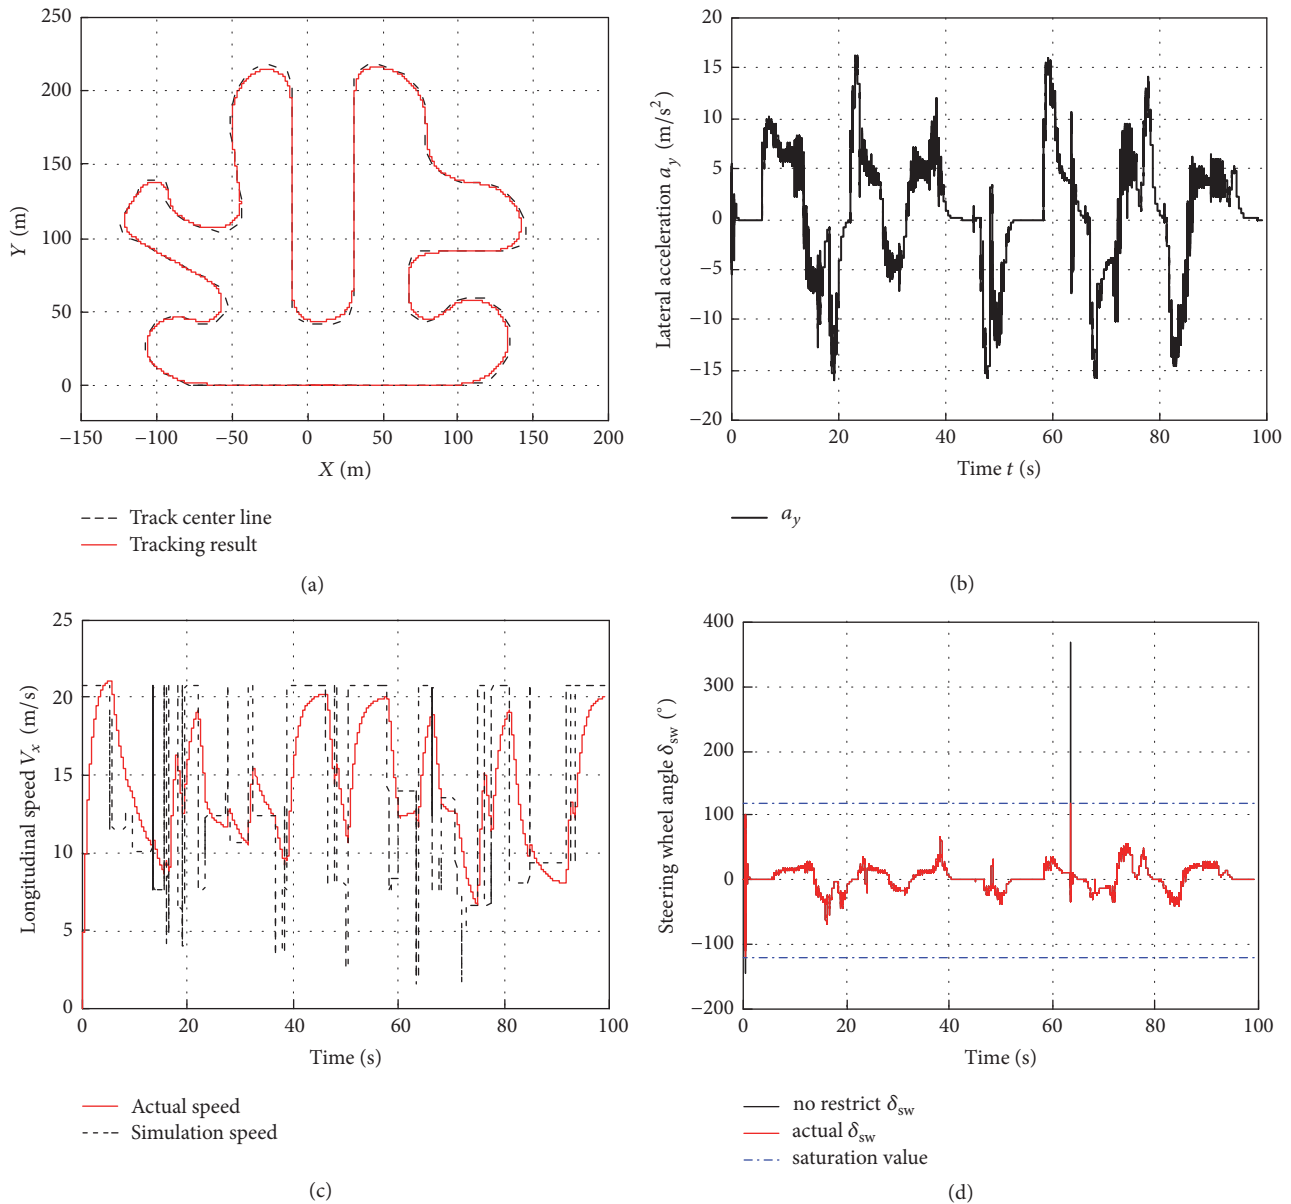 250
200
150
100
50
0
Y (m)
−150 −100 −50 0 50 100 150 200
X (m)
Track center line
Tracking result
(a)
20
15
10
5
0
−5
−10
−15
−20
Lateral acceleration a_y (m/s²)
0 20 40 60 80 100
Time t (s)
a_y
(b)
25
20
15
10
5
0
Longitudinal speed V_x (m/s)
0 20 40 60 80 100
Time (s)
Actual speed
Simulation speed
(c)
400
300
200
100
0
−100
−200
Steering wheel angle δ_sw (°)
0 20 40 60 80 100
Time (s)
no restrict δ_sw
actual δ_sw
saturation value
(d)